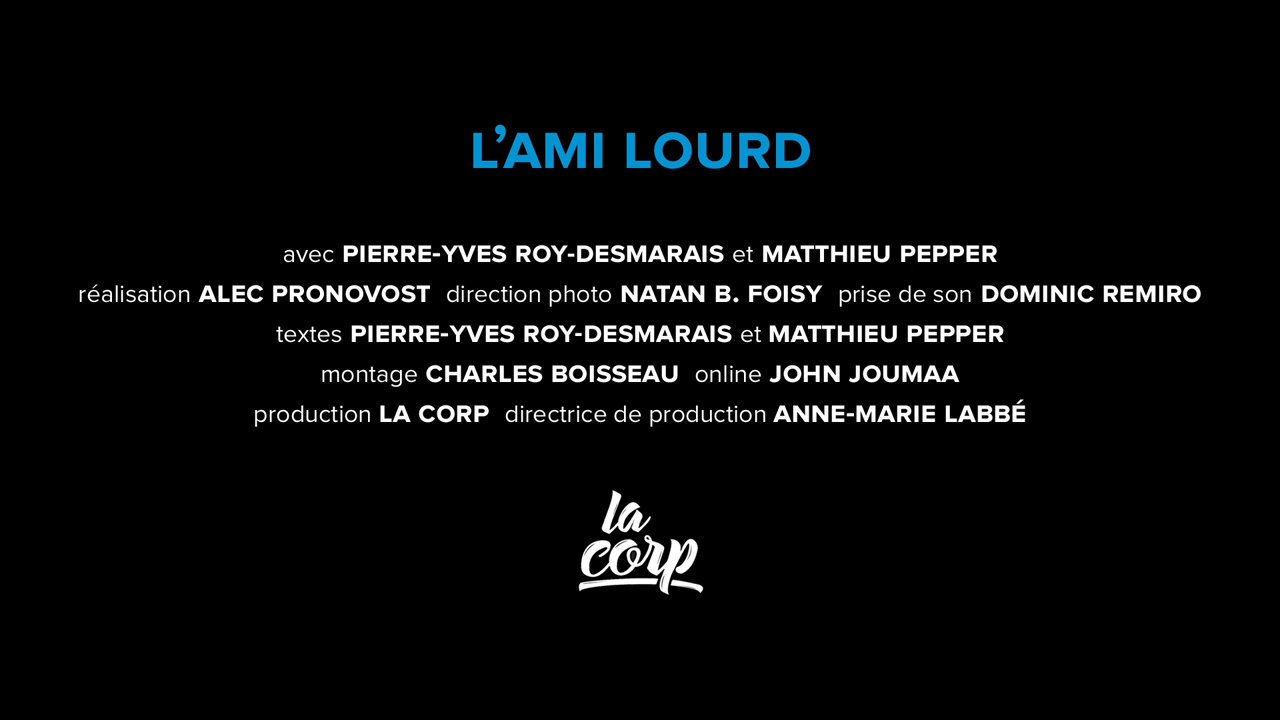 L’AMI LOURD
avec PIERRE-YVES ROY-DESMARAIS et MATTHIEU PEPPER
réalisation ALEC PRONOVOST direction photo NATAN B. FOISY prise de son DOMINIC REMIRO
textes PIERRE-YVES ROY-DESMARAIS et MATTHIEU PEPPER
montage CHARLES BOISSEAU online JOHN JOUMAA
production LA CORP directrice de production ANNE-MARIE LABBÉ
la
corp